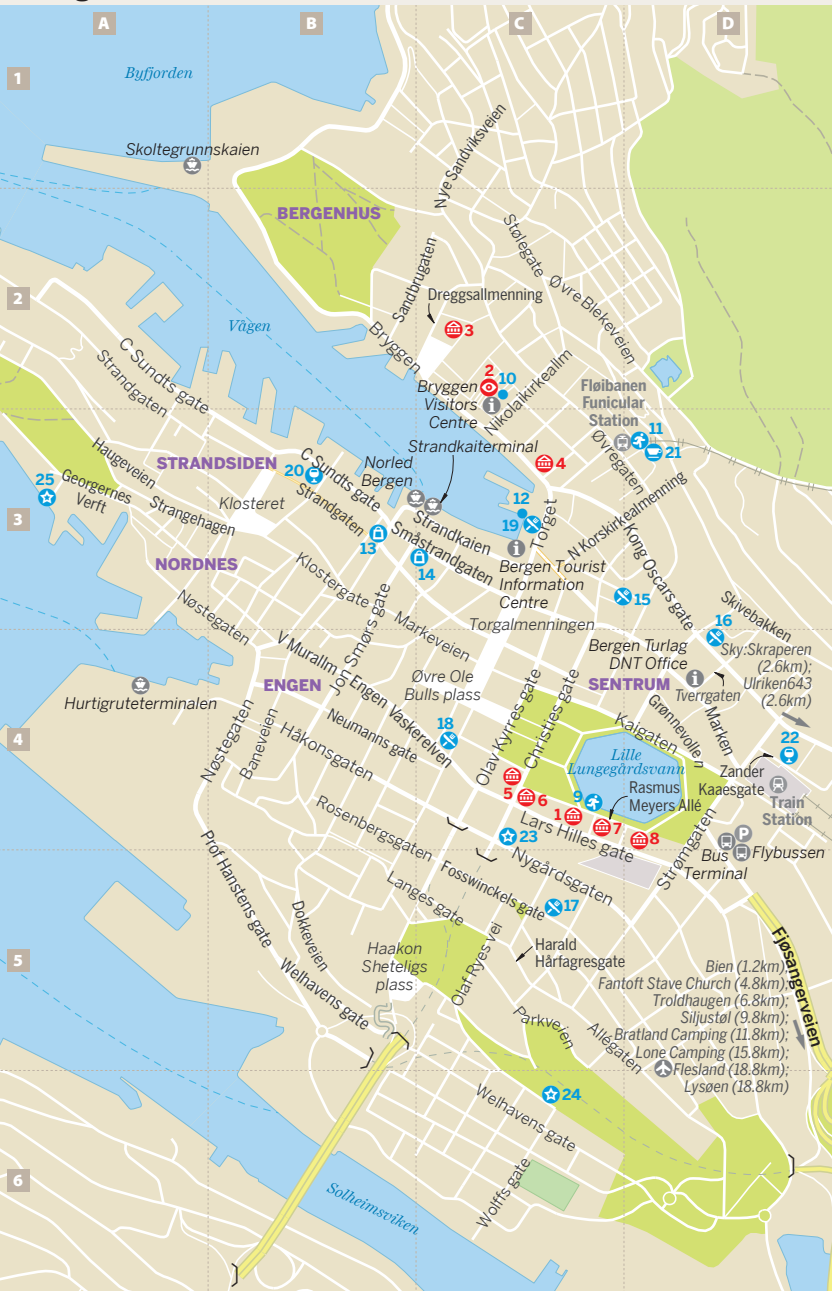 A
B
C
D
1
Byfjorden
Nye Sandviksveien
Skoltegrunnskaien
BERGENHUS
Stølegate
Øvre Blekeveien
Sandbrugaten
Dreggsallmenning
2
Vågen
3
C Sundts gate
Strandgaten
Bryggen
2
10
Bryggen
Visitors
Centre
Nikolaikirkeallm
Fløibanen
Funicular
Station
11
21
Øvregaten
Strandkaiterminal
Haugeveien
STRANDSIDEN
20
C Sundts gate
Norled
Bergen
4
25
Georgernes
Verft
Strangehagen
Klosteret
Strandgaten
3
12
19
Torget
N Korskirkealmenning
Kong Oscars gate
Strandkaien
Småstrandgaten
13
14
NORDNES
Bergen Tourist
Information
Centre
Klostergate
15
Skivebakken
Nøstegaten
Jon Smørs gate
Markeveien
Torgalmenningen
16
V Murallm
Bergen Turlag
DNT Office
Sky:Skraperen
(2.6km);
Ulriken643
(2.6km)
Engen
Vaskerelven
Øvre Ole
Bulls plass
ENGEN
SENTRUM
Tverrgaten
Hurtigruteterminalen
Olav Kyrres gate
Christies gate
Kaigaten
Grønnevolle n
Marken
Neumanns gate
18
22
4
Nøstegaten
Baneveien
Håkonsgaten
Lille
Lungegårdsvann
Zander
Kaaesgate
5
6
9
Rasmus
Meyers Allé
Train
Station
1
7
8
Rosenbergsgaten
Lars Hilles gate
23
Strømgaten
P
Bus
Terminal
Flybussen
Prof Hanstens gate
Nygårdsgaten
Langes gate
Fosswinckels gate
17
Dokkeveien
Haakon
Sheteligs
plass
Olaf Ryes vei
Harald
Hårfagresgate
Fjøsangerveien
5
Welhavens gate
Bien (1.2km);
Fantoft Stave Church (4.8km);
Troldhaugen (6.8km);
Siljustøl (9.8km);
Bratland Camping (11.8km);
Lone Camping (15.8km);
Flesland (18.8km);
Lysøen (18.8km)
Parkveien
Allégaten
24
Welhavens gate
6
Wolffs gate
Solheimsviken